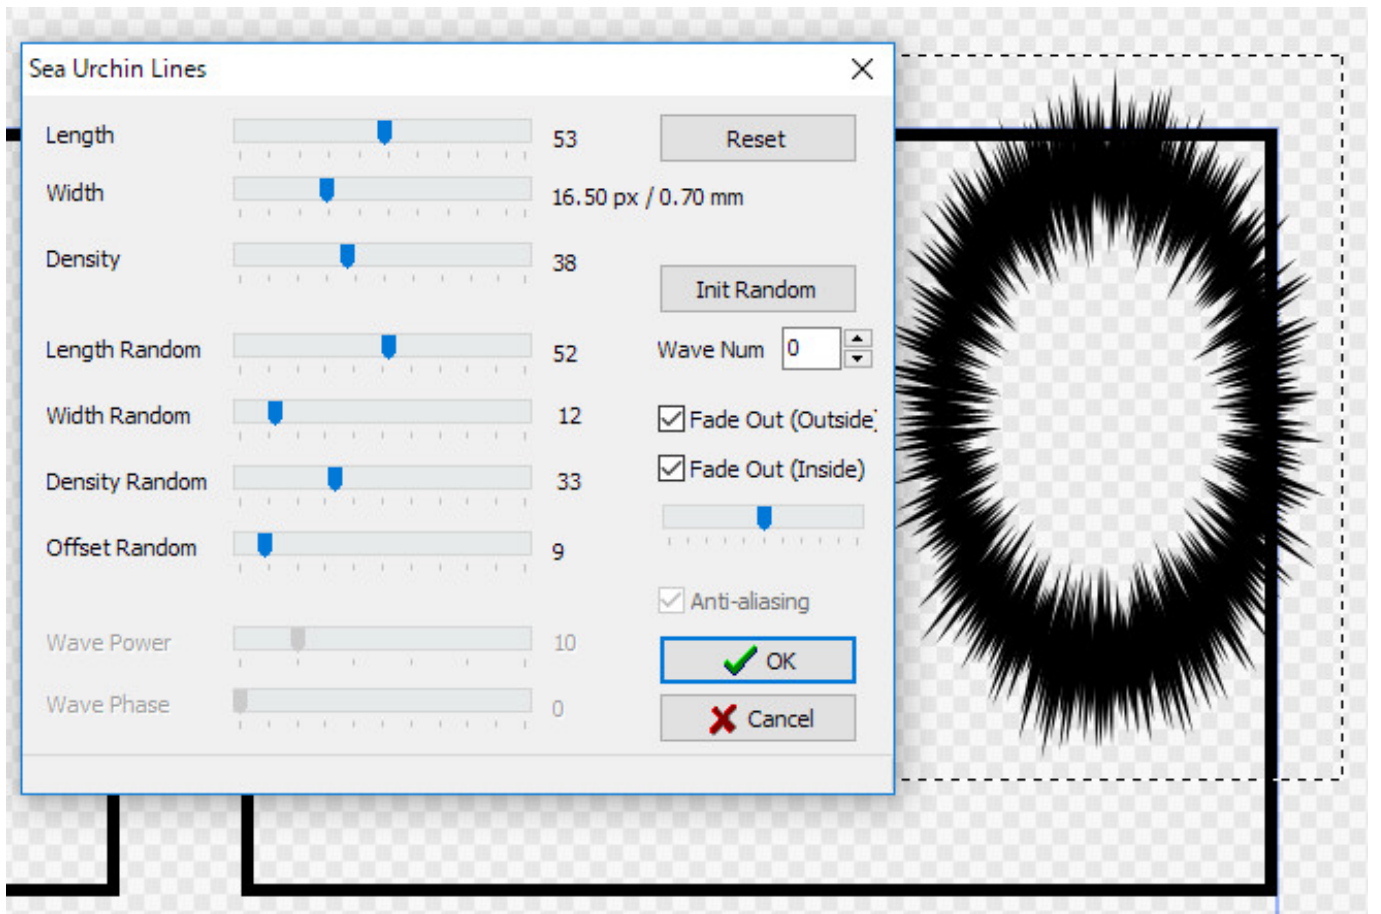 Sea Urchin Lines
Length 53 Reset
Width 16.50 px / 0.70 mm
Density 38
Init Random
Length Random 52 Wave Num 0
Width Random 12 Fade Out (Outside)
Density Random 33 Fade Out (Inside)
Offset Random 9
Anti-aliasing
Wave Power 10 OK
Wave Phase 0 Cancel